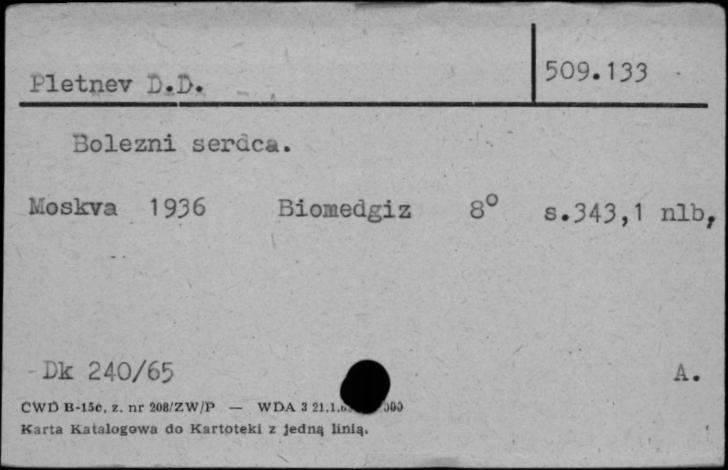 Pletnev D.D.
509.133
Bolezni serdca.
Moskva 1936 Biomedgiz 8° s.343,1 nlb,
Dk 240/65
A.
CWD B-15c, z. nr 208/ZW/P — WDA 3 21.1. 000
Karta Katalogowa do Kartoteki z jedną linią.